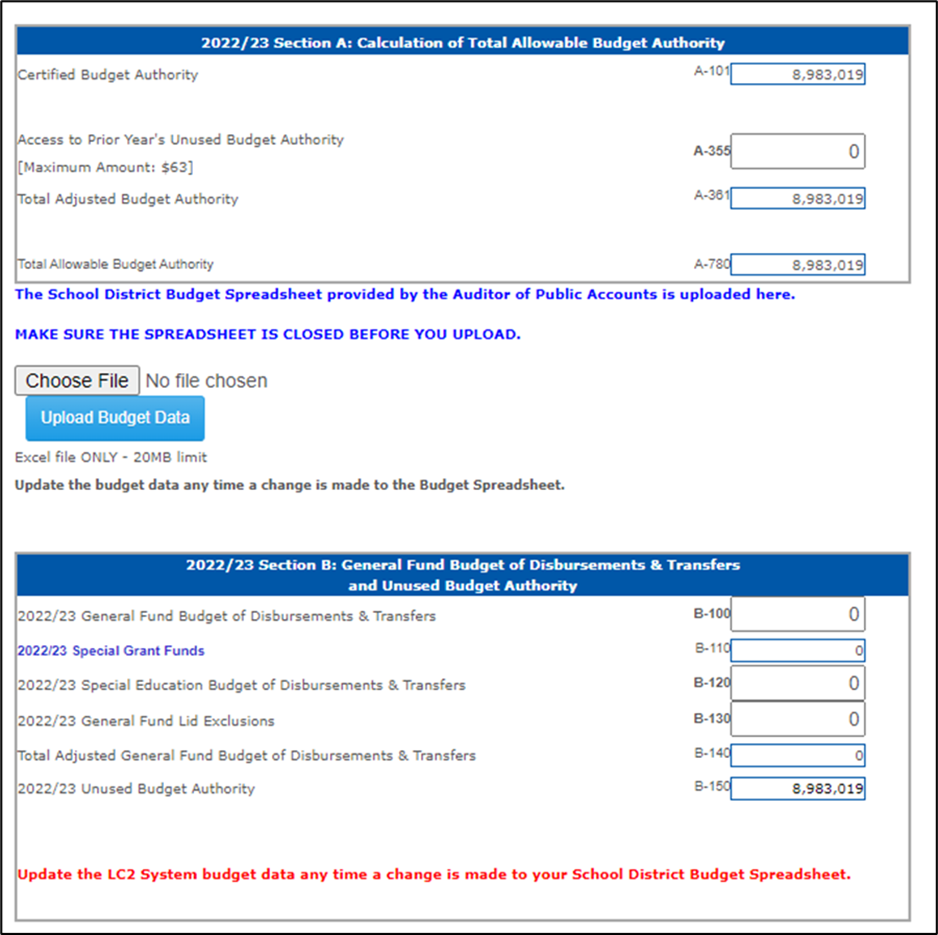 2022/23 Section A: Calculation of Total Allowable Budget Authority
Certified Budget Authority A-101 8,983,019
Access to Prior Year's Unused Budget Authority
[Maximum Amount: $63] A-355 0
Total Adjusted Budget Authority A-361 8,983,019
Total Allowable Budget Authority A-780 8,983,019
The School District Budget Spreadsheet provided by the Auditor of Public Accounts is uploaded here.
MAKE SURE THE SPREADSHEET IS CLOSED BEFORE YOU UPLOAD.
Choose File No file chosen
Upload Budget Data
Excel file ONLY - 20MB limit
Update the budget data any time a change is made to the Budget Spreadsheet.
2022/23 Section B: General Fund Budget of Disbursements & Transfers
and Unused Budget Authority
2022/23 General Fund Budget of Disbursements & Transfers B-100 0
2022/23 Special Grant Funds B-110 0
2022/23 Special Education Budget of Disbursements & Transfers B-120 0
2022/23 General Fund Lid Exclusions B-130 0
Total Adjusted General Fund Budget of Disbursements & Transfers B-140 0
2022/23 Unused Budget Authority B-150 8,983,019
Update the LC2 System budget data any time a change is made to your School District Budget Spreadsheet.